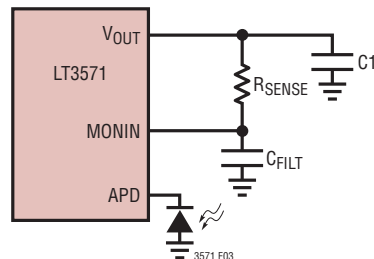 VOUT
LT3571
C1
RSENSE
MONIN
CFILT
APD
3571 F03